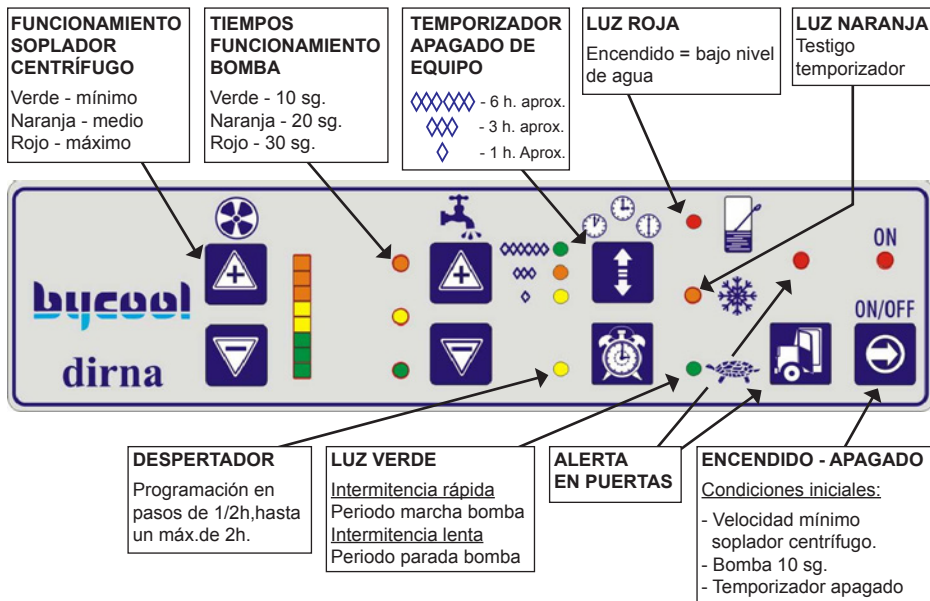 FUNCIONAMIENTO
SOPLADOR
CENTRÍFUGO
Verde - mínimo
Naranja - medio
Rojo - máximo
TIEMPOS
FUNCIONAMIENTO
BOMBA
Verde - 10 sg.
Naranja - 20 sg.
Rojo - 30 sg.
TEMPORIZADOR
APAGADO DE
EQUIPO
- 6 h. aprox.
- 3 h. aprox.
- 1 h. Aprox.
LUZ ROJA
Encendido = bajo nivel
de agua
LUZ NARANJA
Testigo
temporizador
bycool
dirna
ON
ON/OFF
DESPERTADOR
Programación en
pasos de 1/2h,hasta
un máx.de 2h.
LUZ VERDE
Intermitencia rápida
Periodo marcha bomba
Intermitencia lenta
Periodo parada bomba
ALERTA
EN PUERTAS
ENCENDIDO - APAGADO
Condiciones iniciales:
- Velocidad mínimo
soplador centrífugo.
- Bomba 10 sg.
- Temporizador apagado